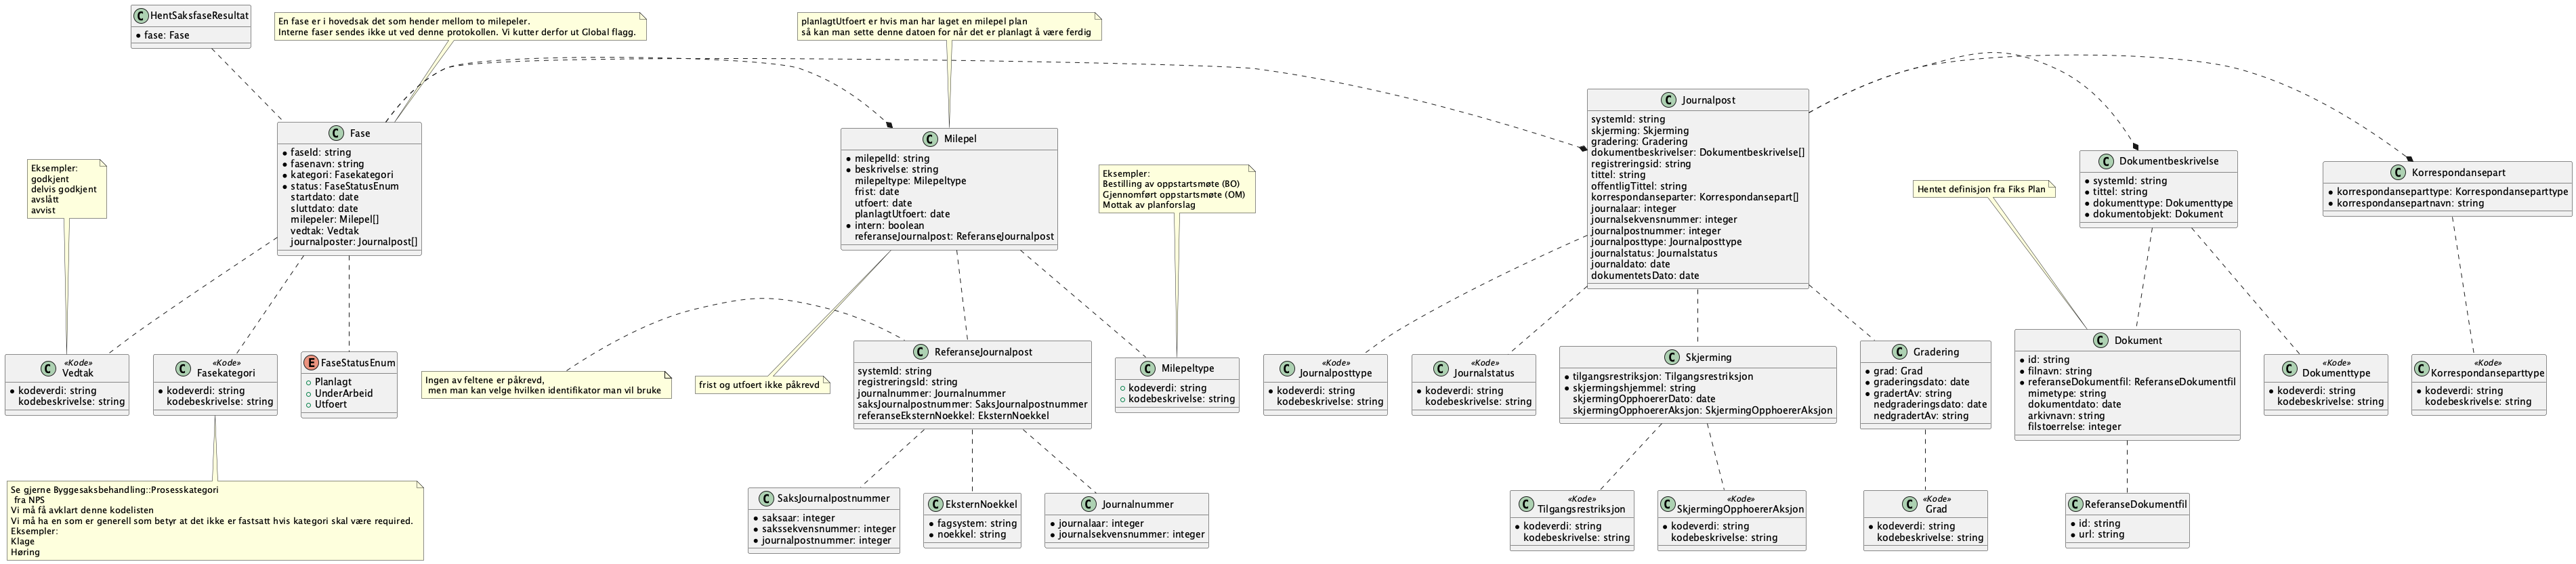 HentSaksfaseResultat
fase: Fase
En fase er i hovedsak det som hender mellom to milepeler.
Interne faser sendes ikke ut ved denne protokollen. Vi kutter derfor ut Global flagg.
planlagtUtfoert er hvis man har laget en milepel plan
så kan man sette denne datoen for når det er planlagt å være ferdig
Eksempler:
godkjent
delvis godkjent
avslått
avvist
Fase
faseId: string
fasenavn: string
kategori: Fasekategori
status: FaseStatusEnum
startdato: date
sluttdato: date
milepeler: Milepel[]
vedtak: Vedtak
journalposter: Journalpost[]
Milepel
milepelId: string
beskrivelse: string
milepeltype: Milepeltype
frist: date
utfoert: date
planlagtUtfoert: date
intern: boolean
referanseJournalpost: ReferanseJournalpost
Eksempler:
Bestilling av oppstartsmøte (BO)
Gjennomført oppstartsmøte (OM)
Mottak av planforslag
Journalpost
systemId: string
skjerming: Skjerming
gradering: Gradering
dokumentbeskrivelser: Dokumentbeskrivelse[]
registreringsid: string
tittel: string
offentligTittel: string
korrespondanseparter: Korrespondansepart[]
journalaar: integer
journalsekvensnummer: integer
journalpostnummer: integer
journalposttype: Journalposttype
journalstatus: Journalstatus
journaldato: date
dokumentetsDato: date
Hentet definisjon fra Fiks Plan
Dokumentbeskrivelse
systemId: string
tittel: string
dokumenttype: Dokumenttype
dokumentobjekt: Dokument
Korrespondansepart
korrespondanseparttype: Korrespondanseparttype
korrespondansepartnavn: string
«Kode»
Vedtak
kodeverdi: string
kodebeskrivelse: string
«Kode»
Fasekategori
kodeverdi: string
kodebeskrivelse: string
FaseStatusEnum
Planlagt
UnderArbeid
Utfoert
Ingen av feltene er påkrevd,
men man kan velge hvilken identifikator man vil bruke
frist og utfoert ikke påkrevd
ReferanseJournalpost
systemId: string
registreringsId: string
journalnummer: Journalnummer
saksJournalpostnummer: SaksJournalpostnummer
referanseEksternNoekkel: EksternNoekkel
Milepeltype
kodeverdi: string
kodebeskrivelse: string
«Kode»
Journalposttype
kodeverdi: string
kodebeskrivelse: string
«Kode»
Journalstatus
kodeverdi: string
kodebeskrivelse: string
Skjerming
tilgangsrestriksjon: Tilgangsrestriksjon
skjermingshjemmel: string
skjermingOpphoererDato: date
skjermingOpphoererAksjon: SkjermingOpphoererAksjon
Gradering
grad: Grad
graderingsdato: date
gradertAv: string
nedgraderingsdato: date
nedgradertAv: string
Dokument
id: string
filnavn: string
referanseDokumentfil: ReferanseDokumentfil
mimetype: string
dokumentdato: date
arkivnavn: string
filstoerrelse: integer
«Kode»
Dokumenttype
kodeverdi: string
kodebeskrivelse: string
«Kode»
Korrespondanseparttype
kodeverdi: string
kodebeskrivelse: string
Se gjerne Byggesaksbehandling::Prosesskategori
fra NPS
Vi må få avklart denne kodelisten
Vi må ha en som er generell som betyr at det ikke er fastsatt hvis kategori skal være required.
Eksempler:
Klage
Høring
SaksJournalpostnummer
saksaar: integer
sakssekvensnummer: integer
journalpostnummer: integer
EksternNoekkel
fagsystem: string
noekkel: string
Journalnummer
journalaar: integer
journalsekvensnummer: integer
«Kode»
Tilgangsrestriksjon
kodeverdi: string
kodebeskrivelse: string
«Kode»
SkjermingOpphoererAksjon
kodeverdi: string
kodebeskrivelse: string
«Kode»
Grad
kodeverdi: string
kodebeskrivelse: string
ReferanseDokumentfil
id: string
url: string